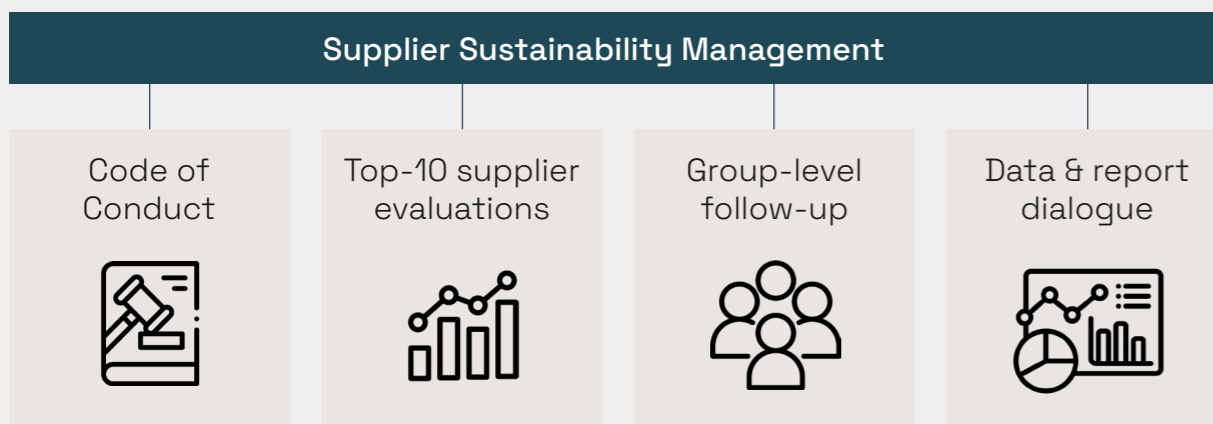 Supplier Sustainability Management
Code of
Conduct
Top-10 supplier
evaluations
Group-level
follow-up
Data & report
dialogue